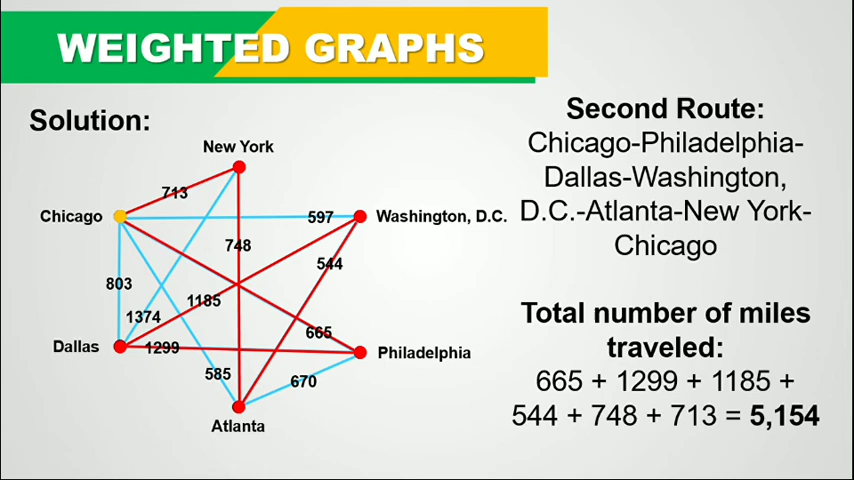 WEIGHTED GRAPHS
Solution:
New York
713
Chicago
597
Washington, D.C.
748
544
803
1185
1374
665
Dallas
1299
Philadelphia
585
670
Atlanta
Second Route:
Chicago-Philadelphia-
Dallas-Washington,
D.C.-Atlanta-New York-
Chicago
Total number of miles
traveled:
665 + 1299 + 1185 +
544 + 748 + 713 = 5,154